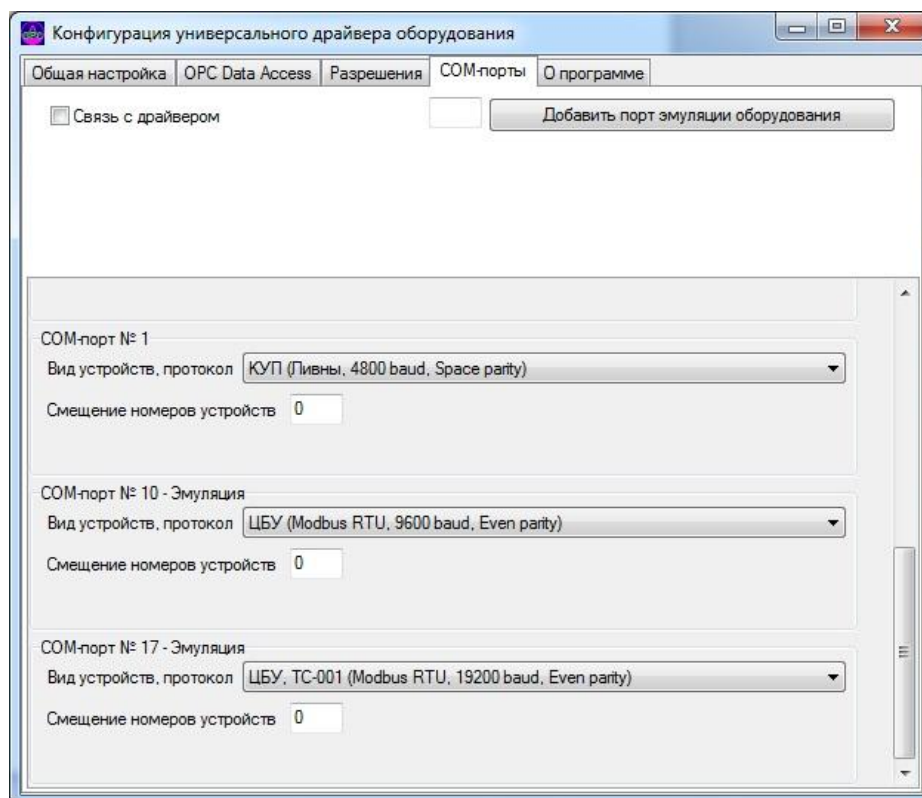 Конфигурация универсального драйвера оборудования
Общая настройка OPC Data Access Разрешения COM-порты О программе
Связь с драйвером Добавить порт эмуляции оборудования
COM-порт № 1
Вид устройств, протокол КУП (Ливны, 4800 baud, Space parity)
Смещение номеров устройств 0
COM-порт № 10 - Эмуляция
Вид устройств, протокол ЦБУ (Modbus RTU, 9600 baud, Even parity)
Смещение номеров устройств 0
COM-порт № 17 - Эмуляция
Вид устройств, протокол ЦБУ, ТС-001 (Modbus RTU, 19200 baud, Even parity)
Смещение номеров устройств 0